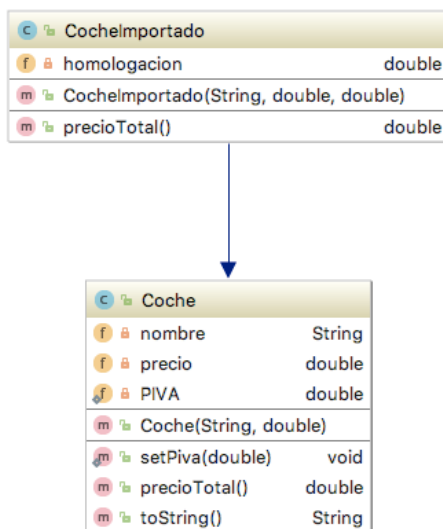 C CocheImportado
f homologacion double
m CocheImportado(String, double, double)
m precioTotal() double
C Coche
f nombre String
f precio double
f PIVA double
m Coche(String, double)
m setPiva(double) void
m precioTotal() double
m toString() String